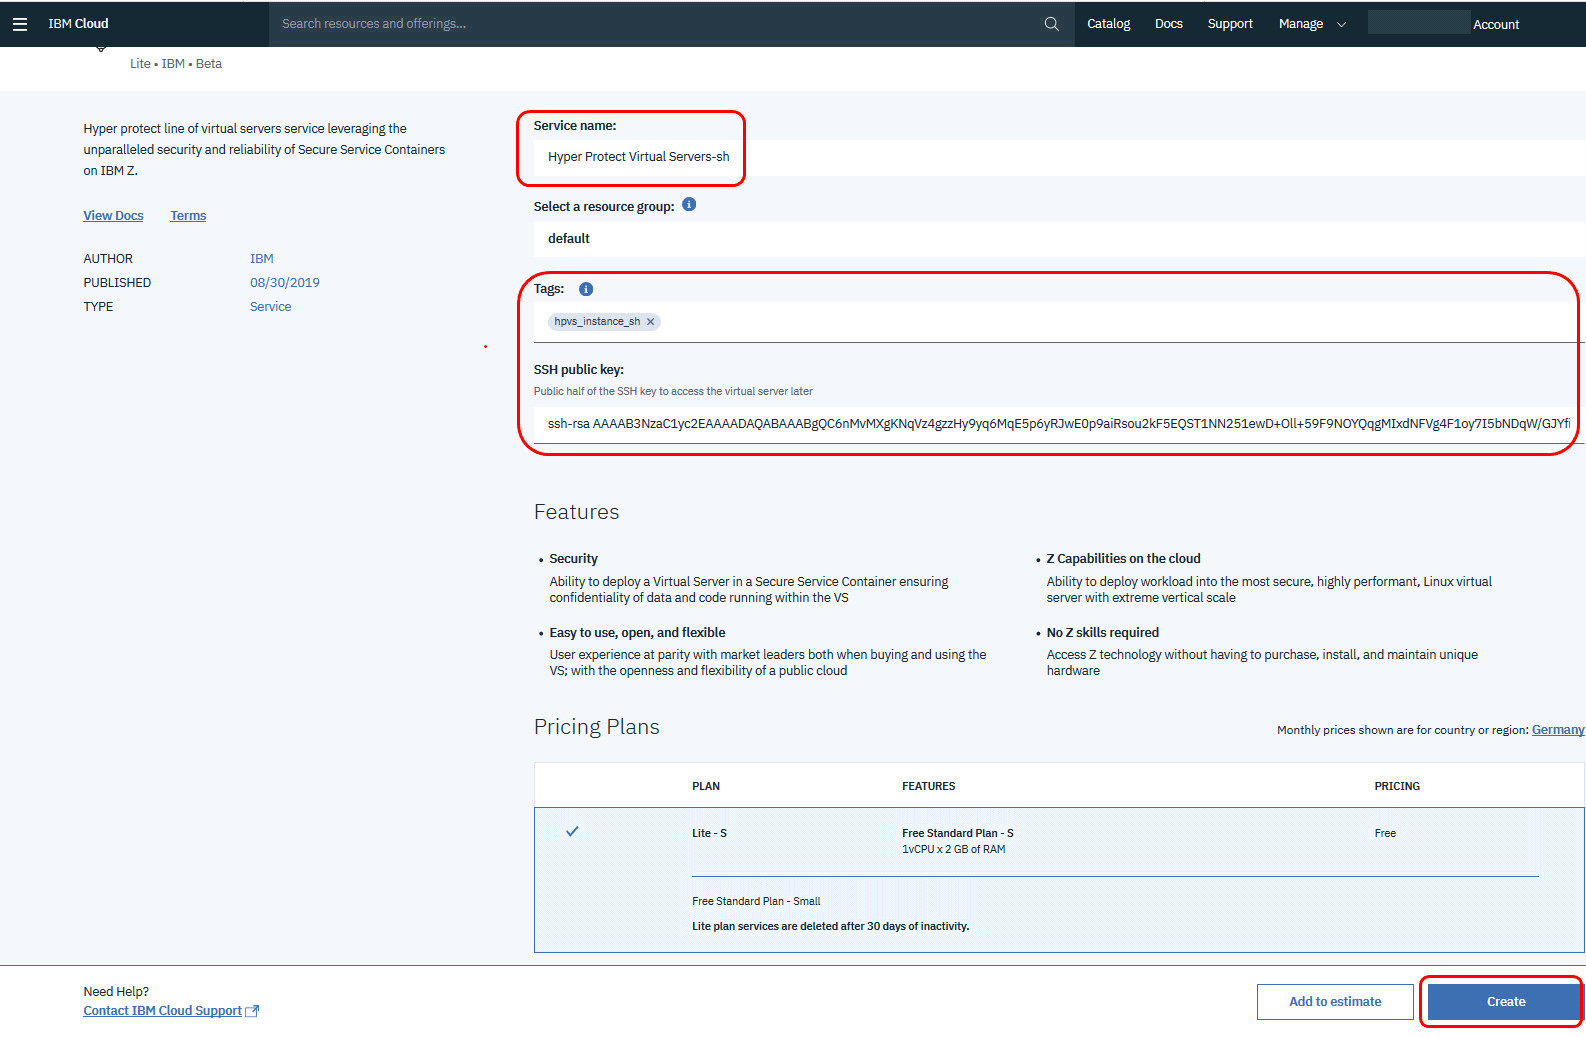 IBM Cloud
Search resources and offerings...
Catalog
Docs
Support
Manage
Account
Lite • IBM • Beta
Hyper protect line of virtual servers service leveraging the
unparalleled security and reliability of Secure Service Containers
on IBM Z.
View Docs
Terms
AUTHOR IBM
PUBLISHED 08/30/2019
TYPE Service
Service name:
Hyper Protect Virtual Servers-sh
Select a resource group:
default
Tags:
hpvs_instance_sh
SSH public key:
Public half of the SSH key to access the virtual server later
ssh-rsa AAAAB3NzaC1yc2EAAAADAQABAAABgQC6nMvMXgKNqVz4gzzHy9yq6MqE5p6yRJwE0p9aiRsou2kF5EQST1NN251ewD+Oll+59F9NOYQqgMIxdNFVg4F1oy7I5bNDqW/GJYfi
Features
• Security
Ability to deploy a Virtual Server in a Secure Service Container ensuring
confidentiality of data and code running within the VS
• Z Capabilities on the cloud
Ability to deploy workload into the most secure, highly performant, Linux virtual
server with extreme vertical scale
• Easy to use, open, and flexible
User experience at parity with market leaders both when buying and using the
VS; with the openness and flexibility of a public cloud
• No Z skills required
Access Z technology without having to purchase, install, and maintain unique
hardware
Pricing Plans
Monthly prices shown are for country or region: Germany
PLAN FEATURES PRICING
Lite - S Free Standard Plan - S Free
1vCPU x 2 GB of RAM
Free Standard Plan - Small
Lite plan services are deleted after 30 days of inactivity.
Need Help?
Contact IBM Cloud Support
Add to estimate
Create